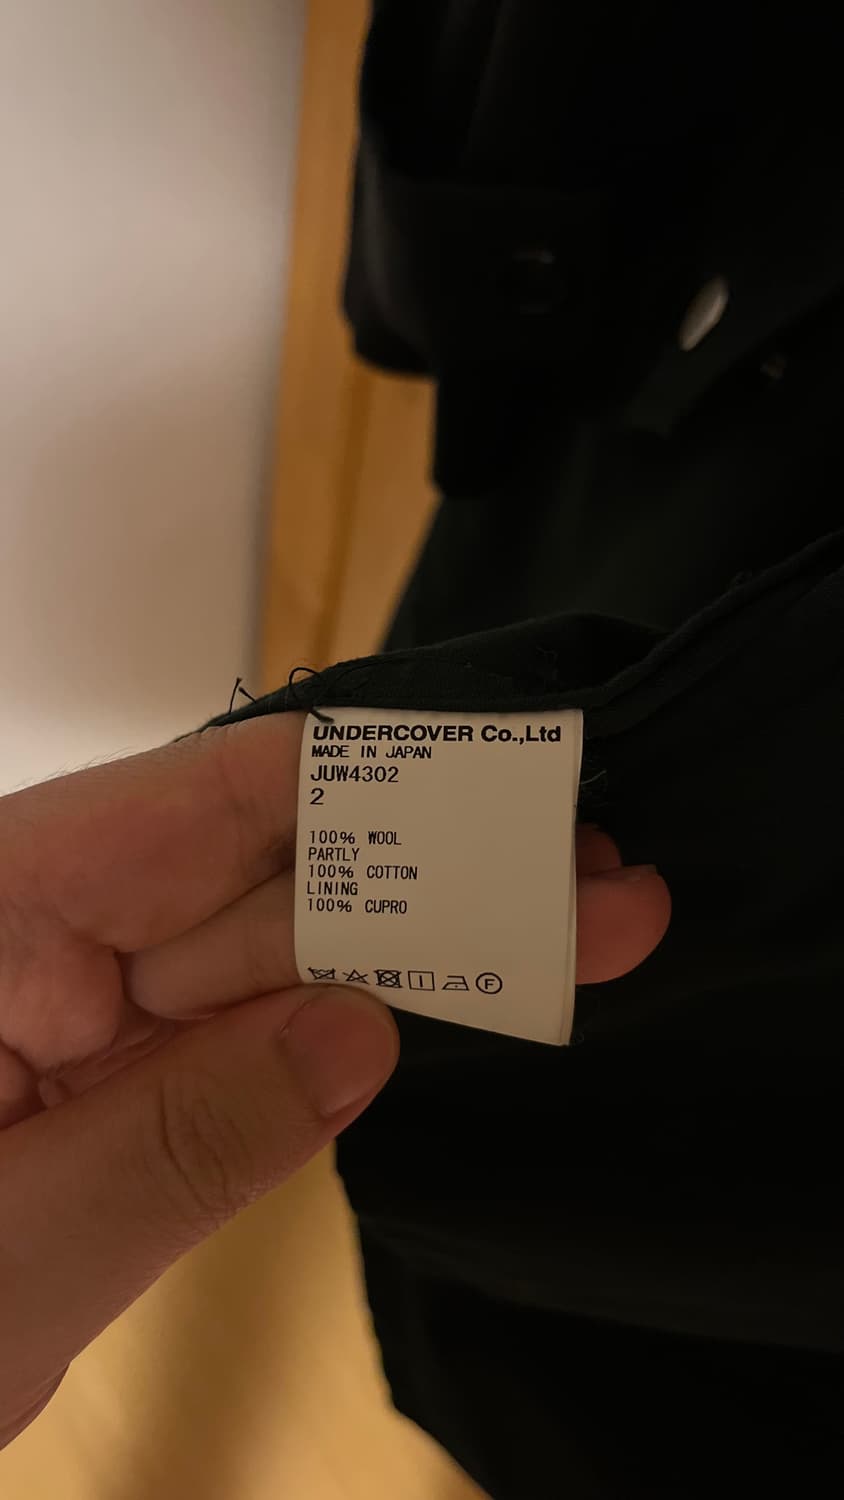 UNDERCOVER Co.,Ltd
MADE IN JAPAN
JUW4302
2
100% WOOL
PARTLY
100% COTTON
LINING
100% CUPRO
F